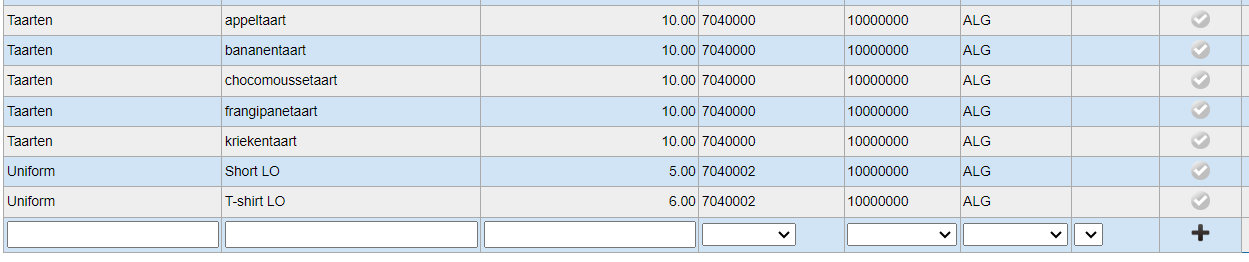 Taarten appeltaart 10.00 7040000 10000000 ALG
Taarten bananentaart 10.00 7040000 10000000 ALG
Taarten chocomoussetaart 10.00 7040000 10000000 ALG
Taarten frangipanetaart 10.00 7040000 10000000 ALG
Taarten kriekentaart 10.00 7040000 10000000 ALG
Uniform Short LO 5.00 7040002 10000000 ALG
Uniform T-shirt LO 6.00 7040002 10000000 ALG